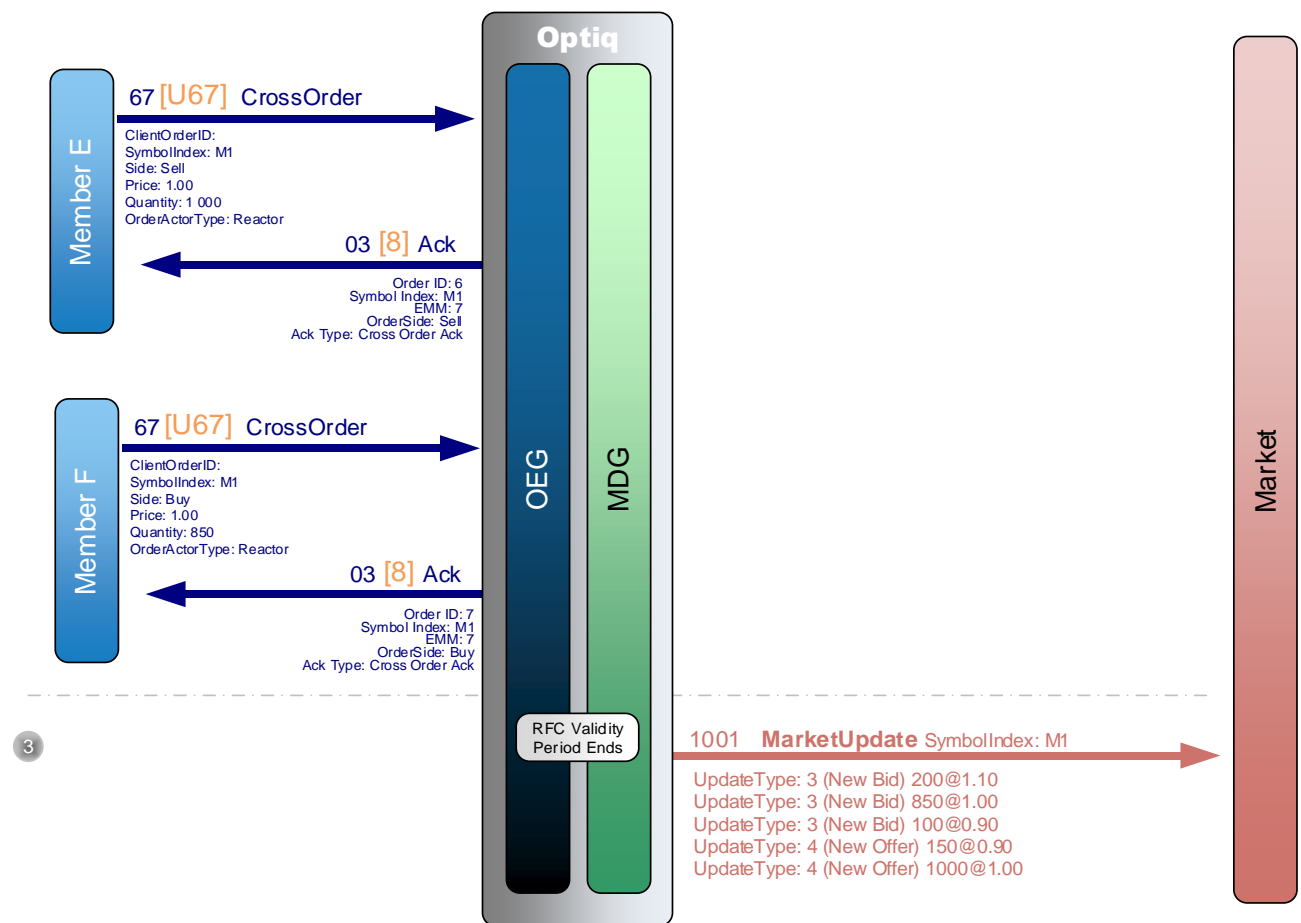 Optiq
Member E
67 [U67] CrossOrder
ClientOrderID:
SymbolIndex: M1
Side: Sell
Price: 1.00
Quantity: 1 000
OrderActorType: Reactor
03 [8] Ack
Order ID: 6
Symbol Index: M1
EMM: 7
OrderSide: Sell
Ack Type: Cross Order Ack
Member F
67 [U67] CrossOrder
ClientOrderID:
SymbolIndex: M1
Side: Buy
Price: 1.00
Quantity: 850
OrderActorType: Reactor
03 [8] Ack
Order ID: 7
Symbol Index: M1
EMM: 7
OrderSide: Buy
Ack Type: Cross Order Ack
OEG
MDG
Market
3
RFC Validity
Period Ends
1001 MarketUpdate SymbolIndex: M1
UpdateType: 3 (New Bid) 200@1.10
UpdateType: 3 (New Bid) 850@1.00
UpdateType: 3 (New Bid) 100@0.90
UpdateType: 4 (New Offer) 150@0.90
UpdateType: 4 (New Offer) 1000@1.00